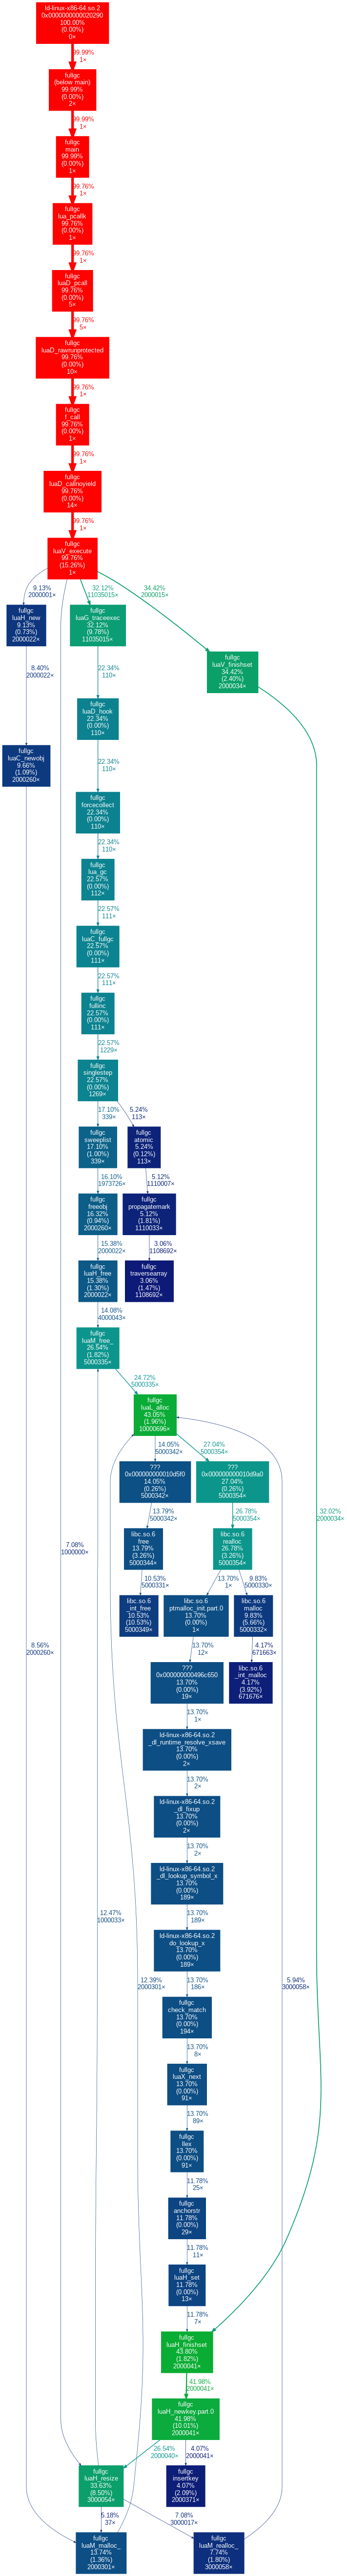 ld-linux-x86-64.so.2
0x0000000000020290
100.00%
(0.00%)
0×
99.99%
1×
fullgc
(below main)
99.99%
(0.00%)
2×
99.99%
1×
fullgc
main
99.99%
(0.00%)
1×
99.76%
1×
fullgc
lua_pcallk
99.76%
(0.00%)
1×
99.76%
1×
fullgc
luaD_pcall
99.76%
(0.00%)
5×
99.76%
5×
fullgc
luaD_rawrunprotected
99.76%
(0.00%)
10×
99.76%
1×
fullgc
f_call
99.76%
(0.00%)
1×
99.76%
1×
fullgc
luaD_callnoyield
99.76%
(0.00%)
14×
99.76%
1×
fullgc
luaV_execute
99.76%
(15.26%)
1×
9.13%
2000001×
32.12%
11035015×
34.42%
2000015×
fullgc
luaH_new
9.13%
(0.73%)
2000022×
fullgc
luaG_traceexec
32.12%
(9.78%)
11035015×
fullgc
luaV_finishset
34.42%
(2.40%)
2000034×
8.40%
2000022×
22.34%
110×
fullgc
luaD_hook
22.34%
(0.00%)
110×
fullgc
luaC_newobj
9.66%
(1.09%)
2000260×
22.34%
110×
fullgc
forcecollect
22.34%
(0.00%)
110×
22.34%
110×
fullgc
lua_gc
22.57%
(0.00%)
112×
22.57%
111×
fullgc
luaC_fullgc
22.57%
(0.00%)
111×
22.57%
111×
fullgc
fullinc
22.57%
(0.00%)
111×
22.57%
1229×
fullgc
singlestep
22.57%
(0.00%)
1269×
17.10%
339×
5.24%
113×
fullgc
sweeplist
17.10%
(1.00%)
339×
fullgc
atomic
5.24%
(0.12%)
113×
16.10%
1973726×
5.12%
1110007×
fullgc
freeobj
16.32%
(0.94%)
2000260×
fullgc
propagatemark
5.12%
(1.81%)
1110033×
15.38%
2000022×
3.06%
1108692×
fullgc
luaH_free
15.38%
(1.30%)
2000022×
fullgc
traversearray
3.06%
(1.47%)
1108692×
14.08%
4000043×
fullgc
luaM_free_
26.54%
(1.82%)
5000335×
24.72%
5000335×
fullgc
luaL_alloc
43.05%
(1.96%)
10000696×
14.05%
5000342×
27.04%
5000354×
???
0x000000000010d5f0
14.05%
(0.26%)
5000342×
???
0x000000000010d9a0
27.04%
(0.26%)
5000354×
32.02%
2000034×
13.79%
5000342×
26.78%
5000354×
libc.so.6
free
13.79%
(3.26%)
5000344×
libc.so.6
realloc
26.78%
(3.26%)
5000354×
7.08%
1000000×
10.53%
5000331×
13.70%
1×
9.83%
5000330×
libc.so.6
_int_free
10.53%
(10.53%)
5000349×
libc.so.6
ptmalloc_init.part.0
13.70%
(0.00%)
1×
libc.so.6
malloc
9.83%
(5.66%)
5000332×
8.56%
2000260×
13.70%
12×
4.17%
671663×
???
0x000000000496c650
13.70%
(0.00%)
19×
libc.so.6
_int_malloc
4.17%
(3.92%)
671676×
13.70%
1×
ld-linux-x86-64.so.2
_dl_runtime_resolve_xsave
13.70%
(0.00%)
2×
13.70%
2×
ld-linux-x86-64.so.2
_dl_fixup
13.70%
(0.00%)
2×
13.70%
2×
ld-linux-x86-64.so.2
_dl_lookup_symbol_x
13.70%
(0.00%)
189×
12.47%
1000033×
13.70%
189×
ld-linux-x86-64.so.2
do_lookup_x
13.70%
(0.00%)
189×
12.39%
2000301×
13.70%
186×
5.94%
3000058×
fullgc
check_match
13.70%
(0.00%)
194×
13.70%
8×
fullgc
luaX_next
13.70%
(0.00%)
91×
13.70%
89×
fullgc
llex
13.70%
(0.00%)
91×
11.78%
25×
fullgc
anchorstr
11.78%
(0.00%)
29×
11.78%
11×
fullgc
luaH_set
11.78%
(0.00%)
13×
11.78%
7×
fullgc
luaH_finishset
43.80%
(1.82%)
2000041×
41.98%
2000041×
fullgc
luaH_newkey.part.0
41.98%
(10.01%)
2000041×
26.54%
2000040×
4.07%
2000041×
fullgc
luaH_resize
33.63%
(8.50%)
3000054×
fullgc
insertkey
4.07%
(2.09%)
2000371×
5.18%
37×
7.08%
3000017×
fullgc
luaM_malloc_
13.74%
(1.36%)
2000301×
fullgc
luaM_realloc_
7.74%
(1.80%)
3000058×